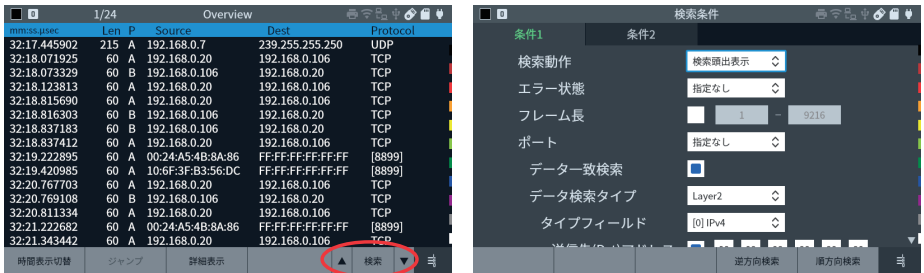 0 1/24 Overview
mm:ss.μsec Len P Source Dest Protocol
32:17.445902 215 A 192.168.0.7 239.255.255.250 UDP
32:18.071925 60 A 192.168.0.20 192.168.0.106 TCP
32:18.073329 60 B 192.168.0.106 192.168.0.20 TCP
32:18.123813 60 A 192.168.0.20 192.168.0.106 TCP
32:18.815690 60 A 192.168.0.20 192.168.0.106 TCP
32:18.816303 60 B 192.168.0.106 192.168.0.20 TCP
32:18.837183 60 B 192.168.0.106 192.168.0.20 TCP
32:18.837412 60 A 192.168.0.20 192.168.0.106 TCP
32:19.222895 60 A 00:24:A5:4B:8A:86 FF:FF:FF:FF:FF:FF [8899]
32:19.420985 60 A 10:6F:3F:B3:56:DC FF:FF:FF:FF:FF:FF [8899]
32:20.767703 60 A 192.168.0.20 192.168.0.106 TCP
32:20.769108 60 B 192.168.0.106 192.168.0.20 TCP
32:20.811334 60 A 192.168.0.20 192.168.0.106 TCP
32:21.222682 60 A 00:24:A5:4B:8A:86 FF:FF:FF:FF:FF:FF [8899]
32:21.343442 60 A 192.168.0.20 192.168.0.106 TCP
時間表示切替 ジャンプ 詳細表示 ▲ 検索 ▼
0 検索条件
条件1 条件2
検索動作 検索頭出表示
エラー状態 指定なし
フレーム長 1 - 9216
ポート 指定なし
データ一致検索
データ検索タイプ Layer2
タイプフィールド [0] IPv4
逆方向検索 順方向検索